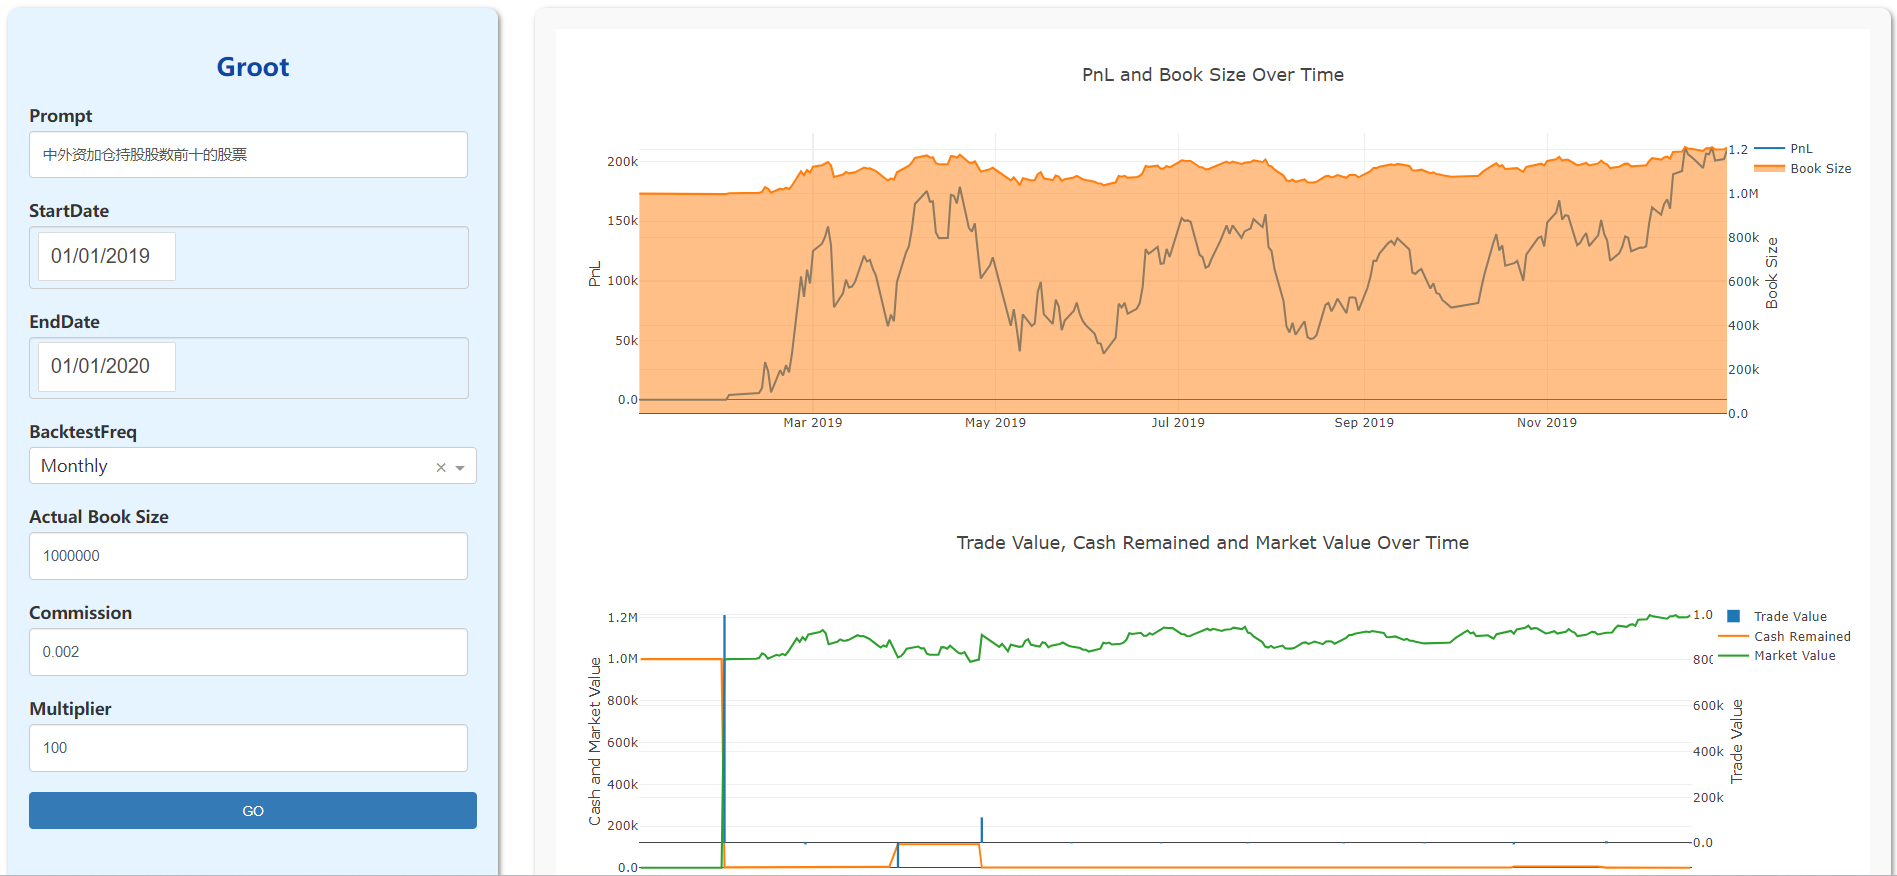 Groot
Prompt
中外资加仓持股股数前十的股票
StartDate
01/01/2019
EndDate
01/01/2020
BacktestFreq
Monthly
Actual Book Size
1000000
Commission
0.002
Multiplier
100
GO
PnL and Book Size Over Time
200k
150k
100k
50k
0.0
PnL
Mar 2019
May 2019
Jul 2019
Sep 2019
Nov 2019
1.2
1.0M
800k
600k
400k
200k
0.0
Book Size
PnL
Book Size
Trade Value, Cash Remained and Market Value Over Time
1.2M
1.0M
800k
600k
400k
200k
0.0
Cash and Market Value
1.0
800
600k
400k
200k
0.0
Trade Value
Trade Value
Cash Remained
Market Value